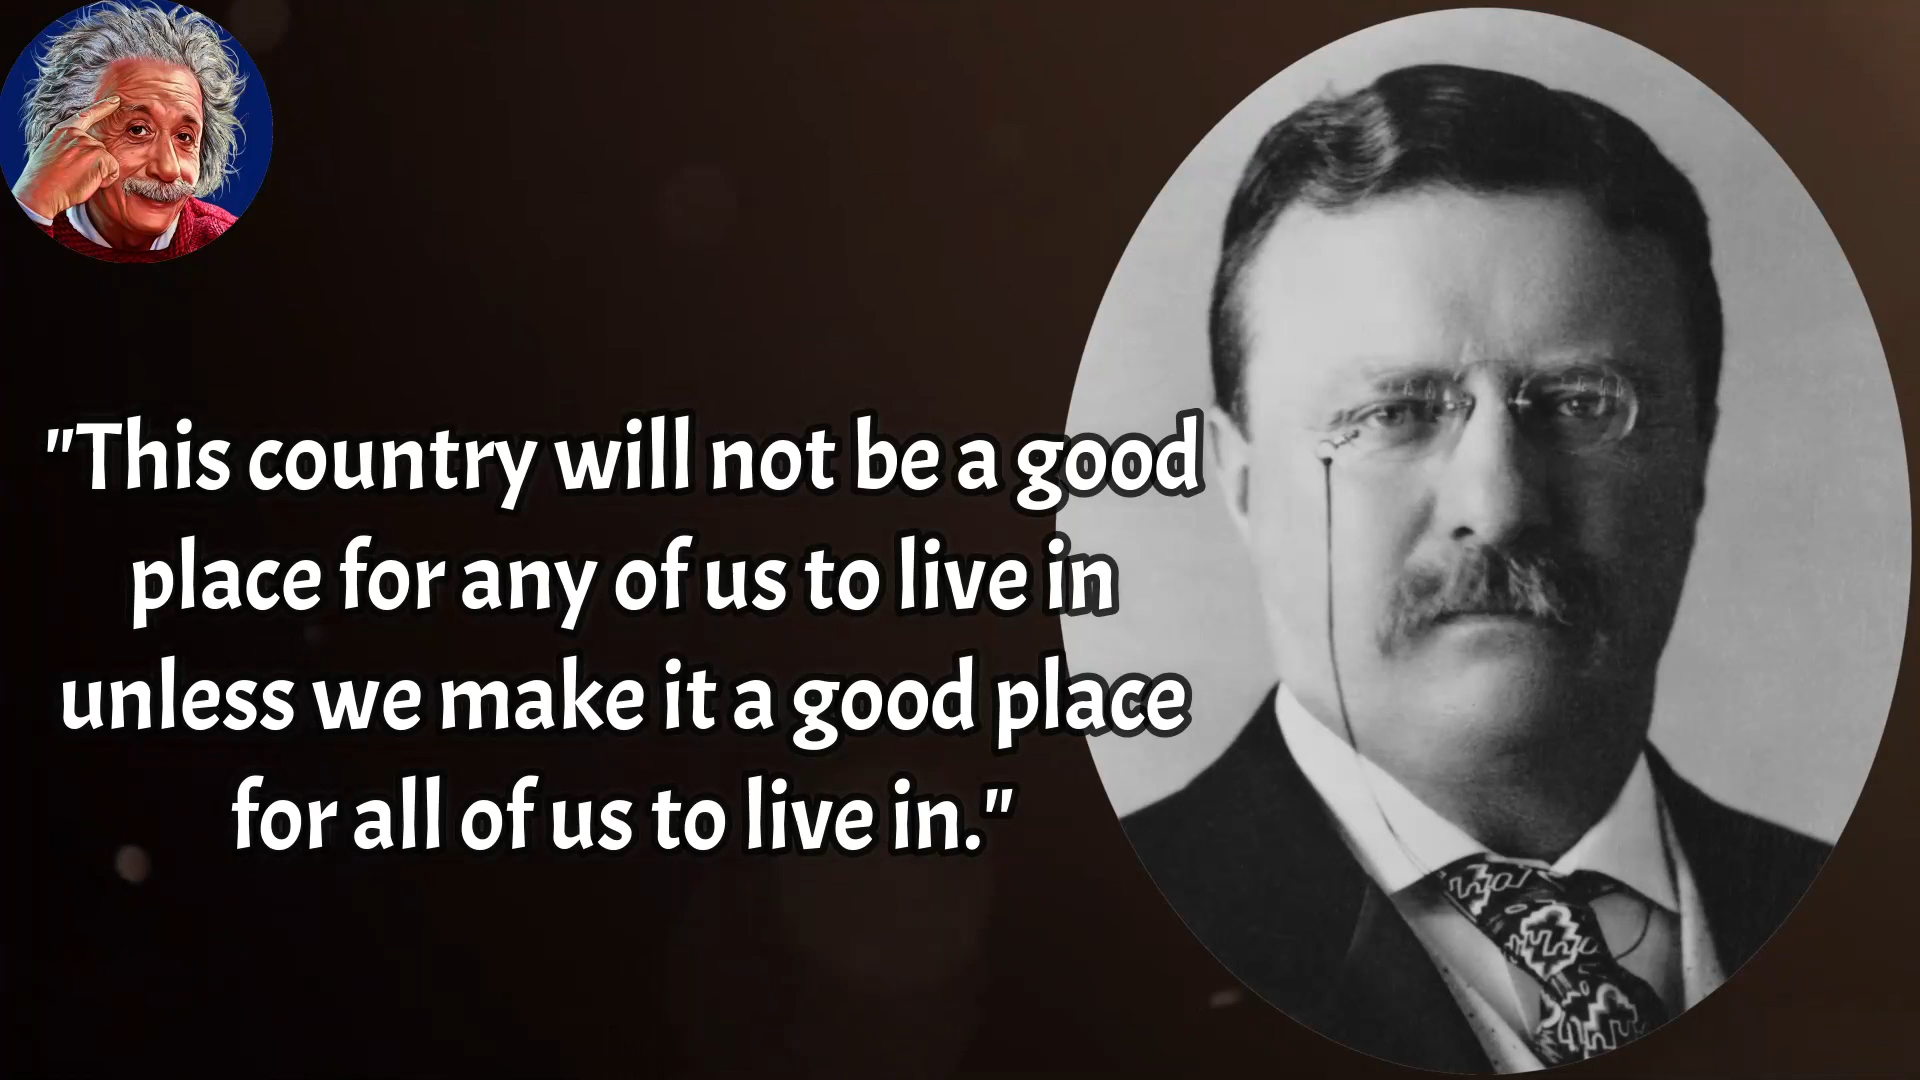 "This country will not be a good
place for any of us to live in
unless we make it a good place
for all of us to live in."